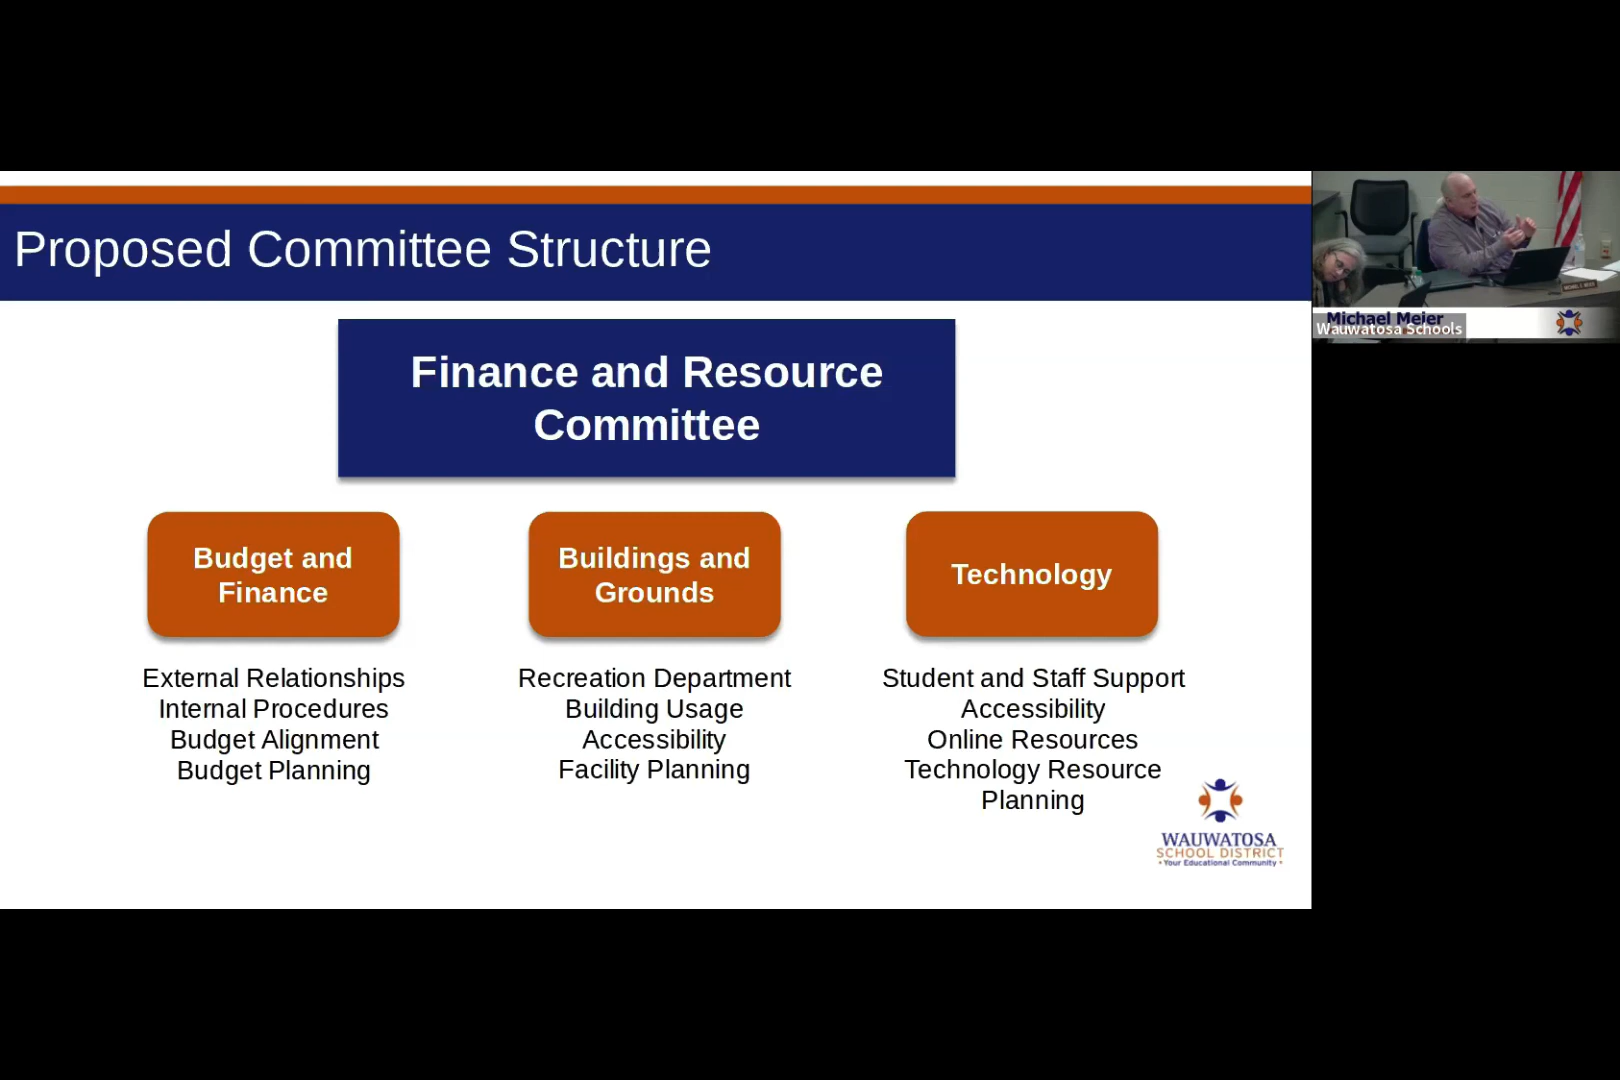 Proposed Committee Structure
Finance and Resource
Committee
Budget and
Finance
External Relationships
Internal Procedures
Budget Alignment
Budget Planning
Buildings and
Grounds
Recreation Department
Building Usage
Accessibility
Facility Planning
Technology
Student and Staff Support
Accessibility
Online Resources
Technology Resource
Planning
WAUWATOSA
SCHOOL DISTRICT
• Your Educational Community •
Michael Meier
Wauwatosa Schools